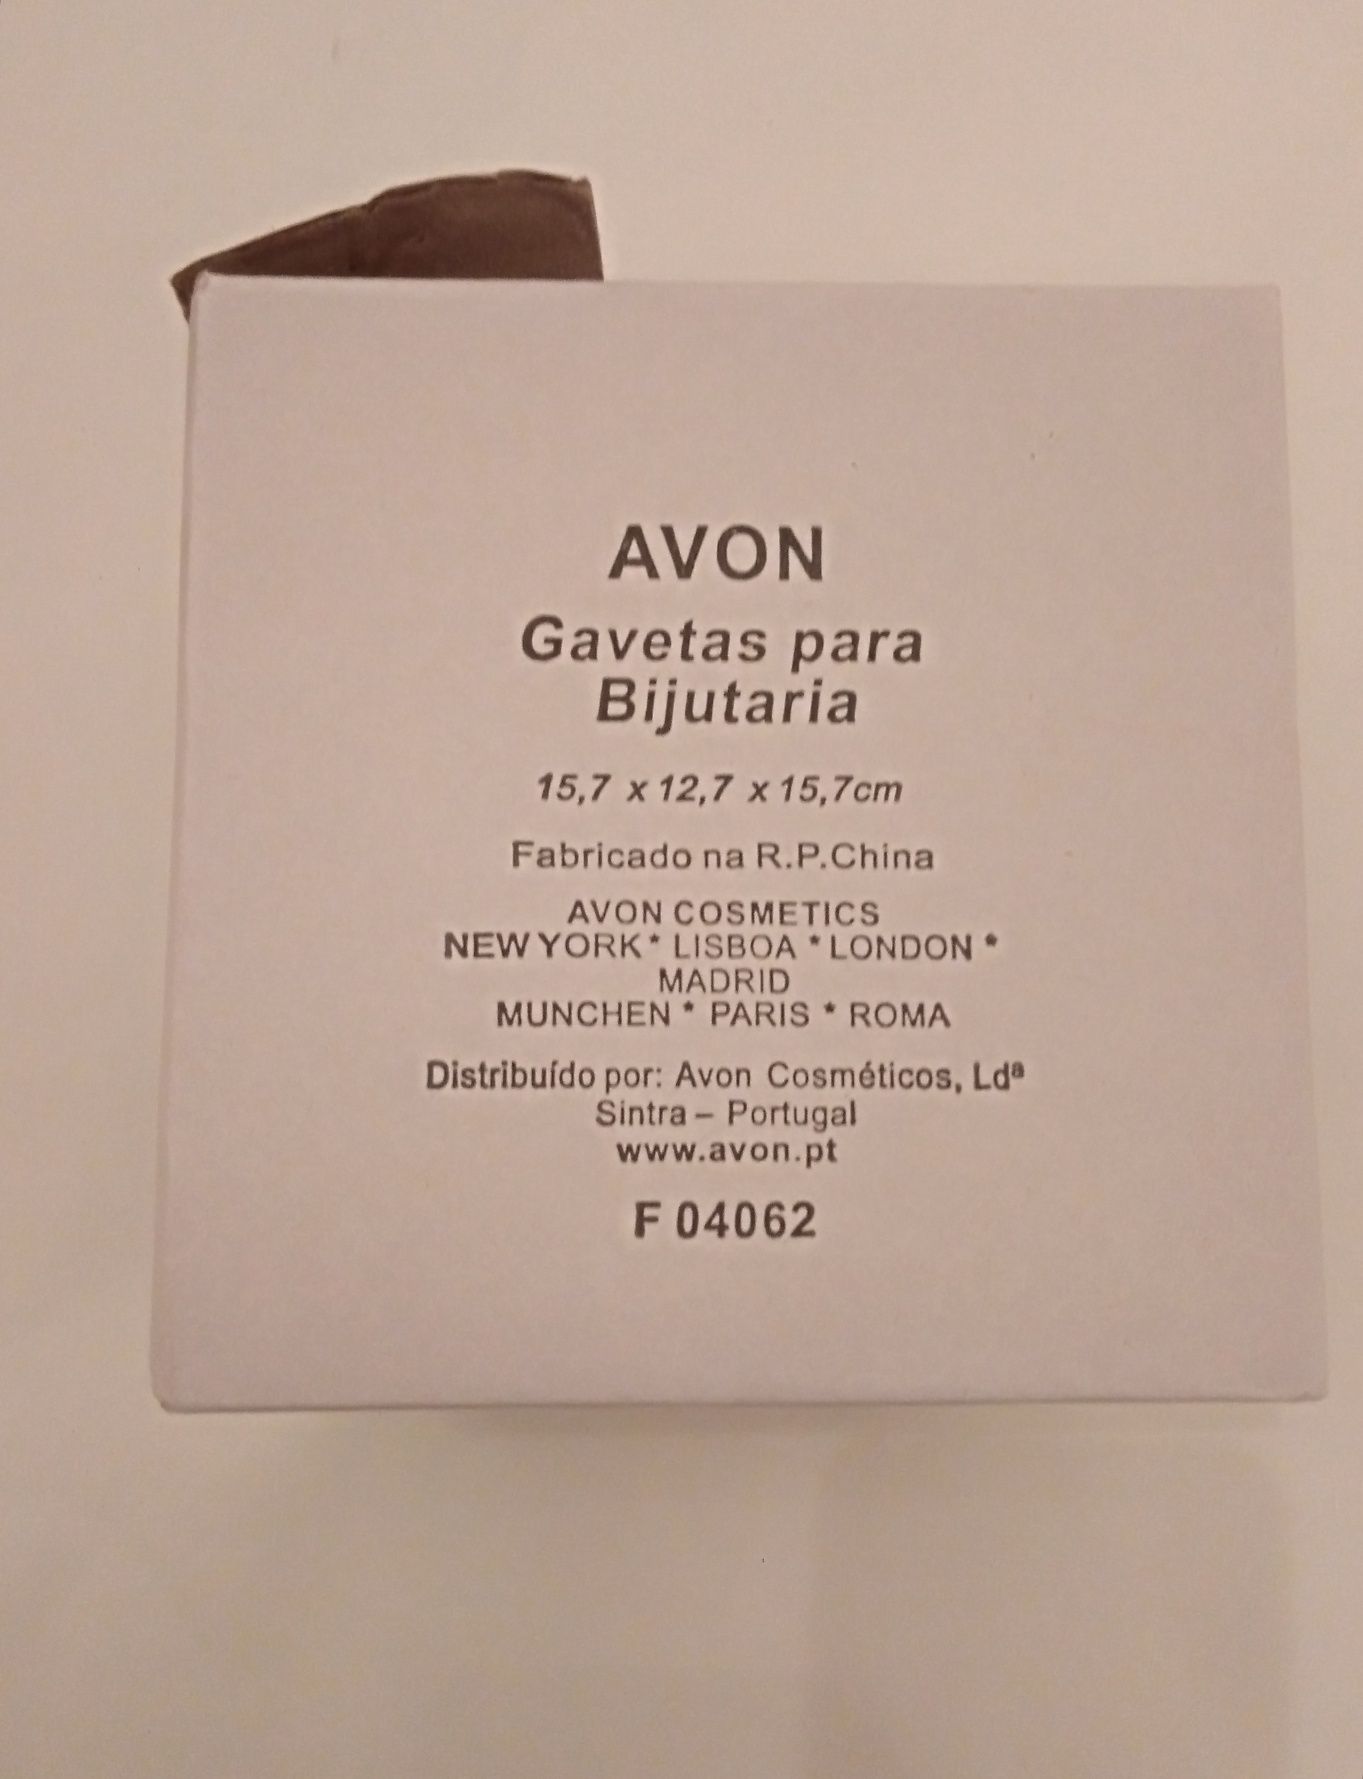 AVON
Gavetas para
Bijutaria
15,7 x 12,7 x 15,7cm
Fabricado na R.P.China
AVON COSMETICS
NEW YORK * LISBOA * LONDON *
MADRID
MUNCHEN * PARIS * ROMA
Distribuído por: Avon Cosméticos, Ldª
Sintra – Portugal
www.avon.pt
F 04062